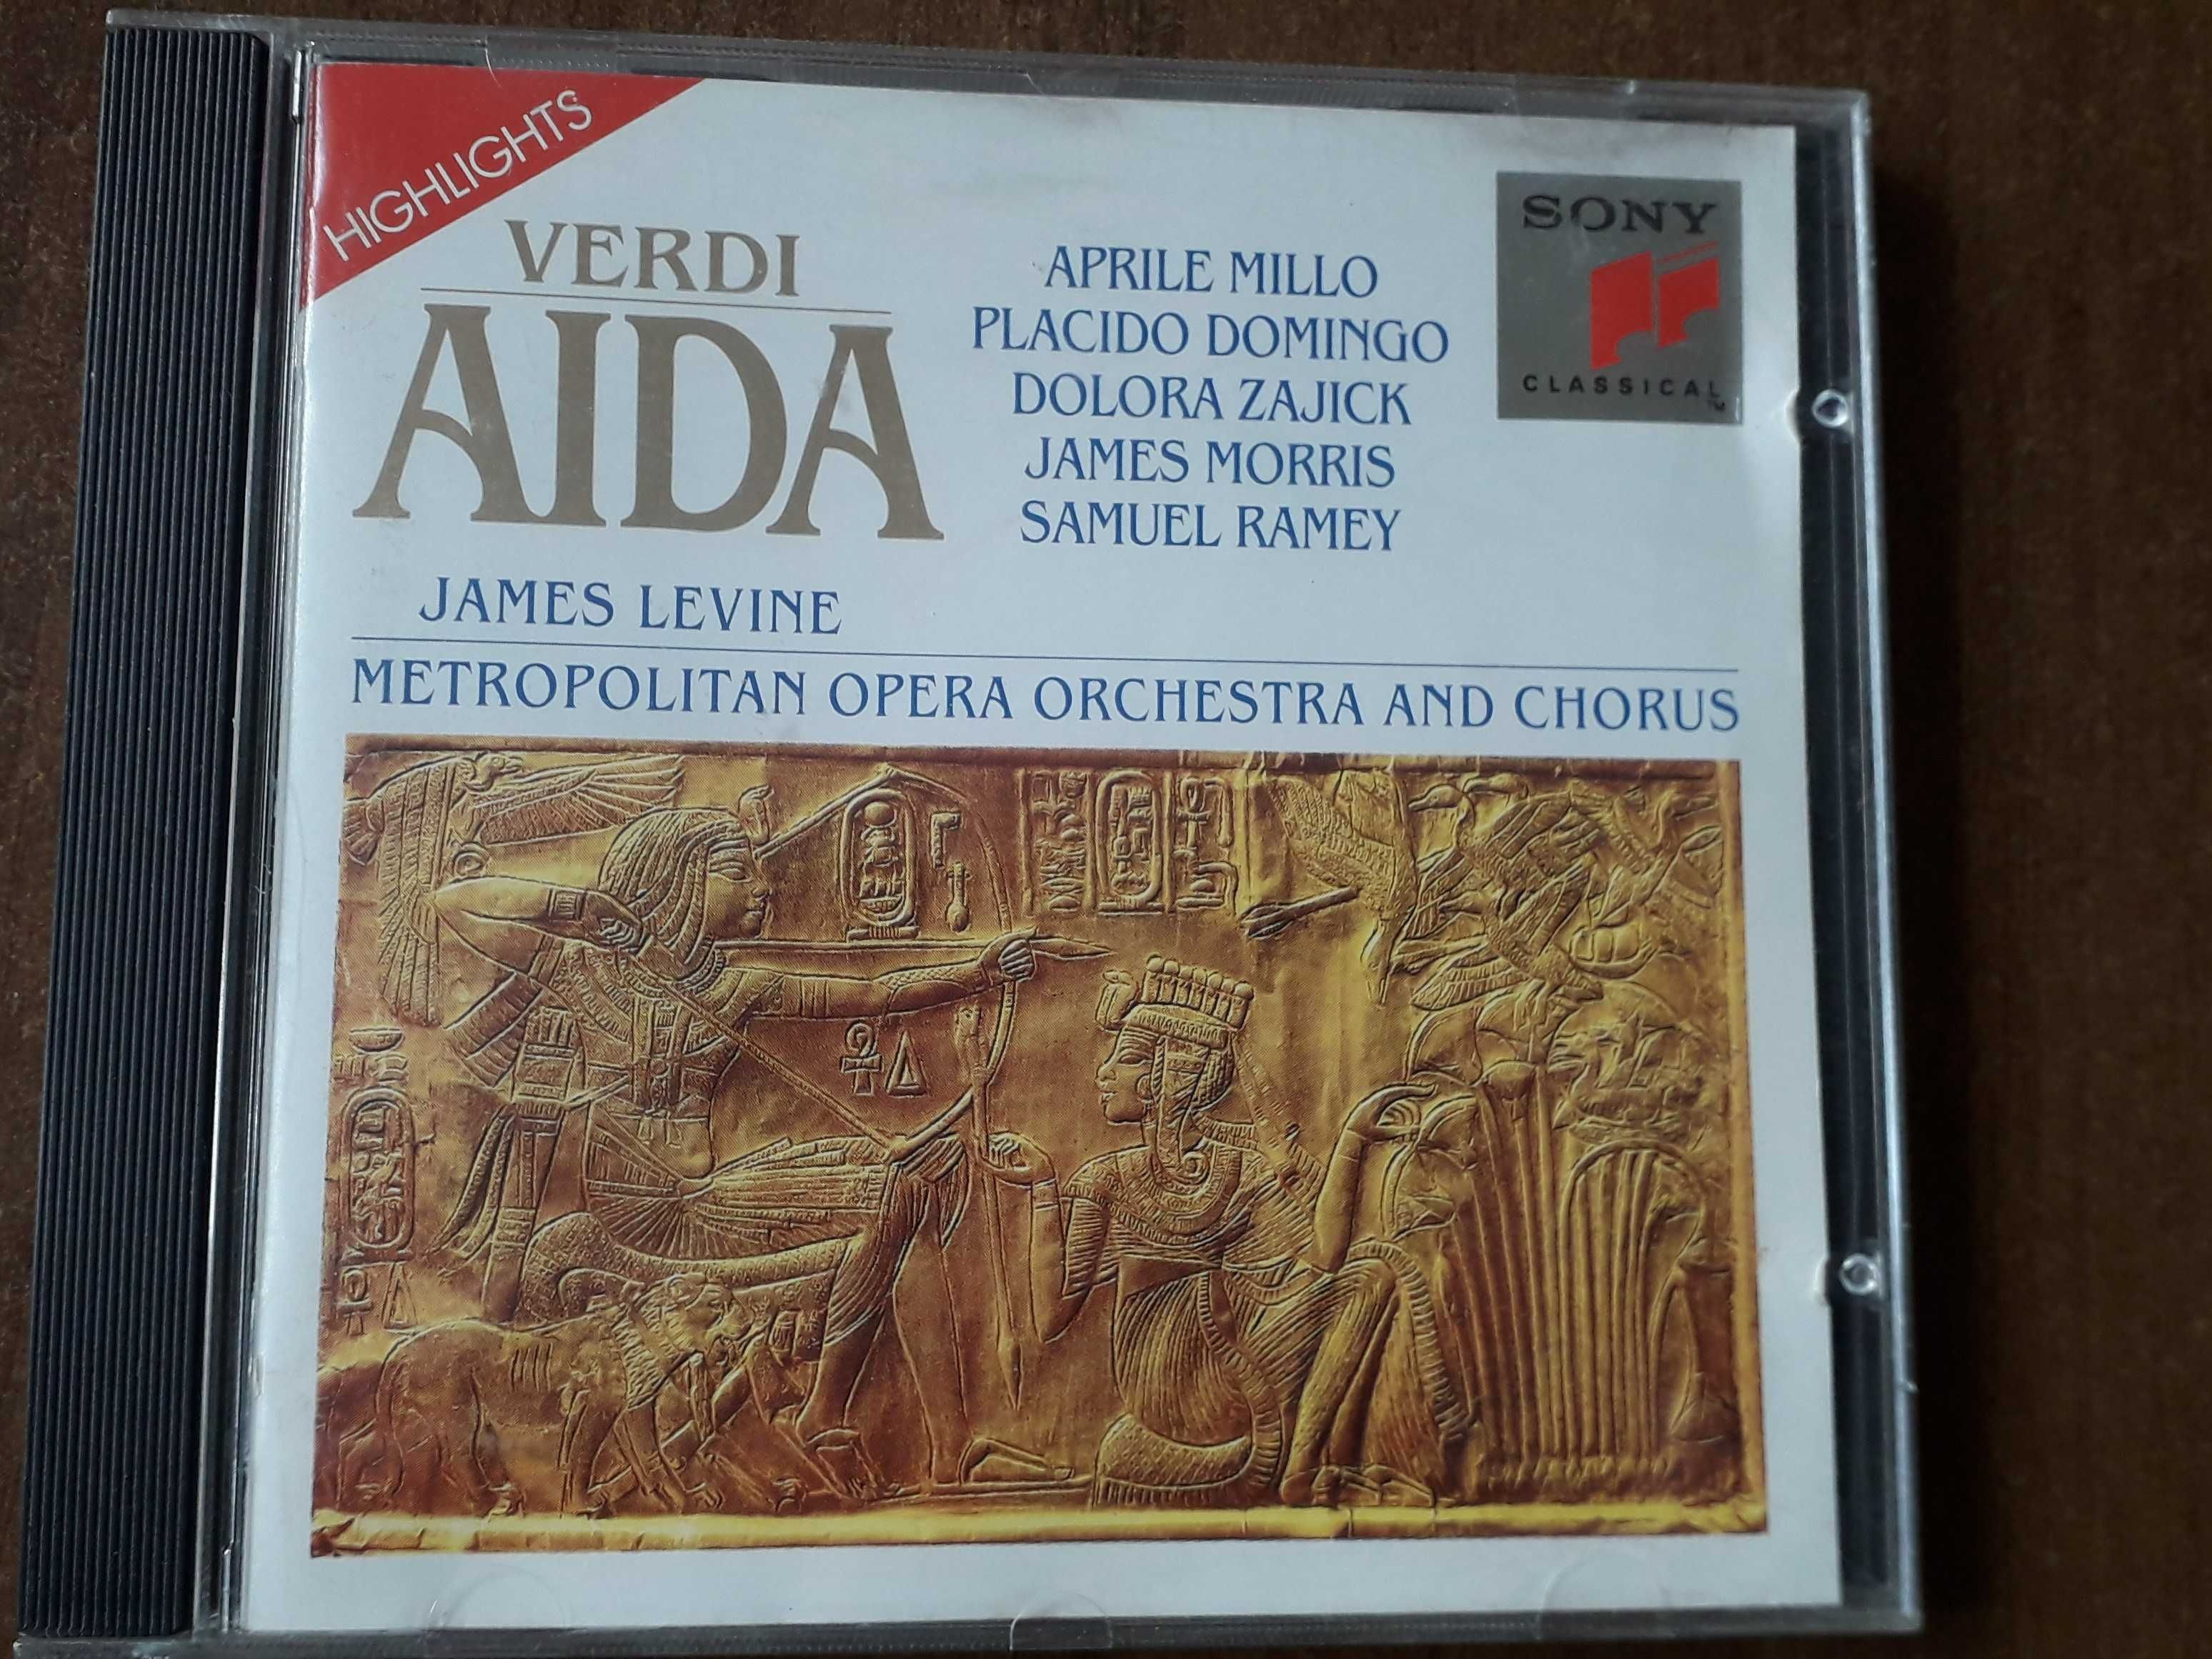 HIGHLIGHTS
VERDI
AIDA
APRILE MILLO
PLACIDO DOMINGO
DOLORA ZAJICK
JAMES MORRIS
SAMUEL RAMEY
SONY
CLASSICAL™
JAMES LEVINE
METROPOLITAN OPERA ORCHESTRA AND CHORUS